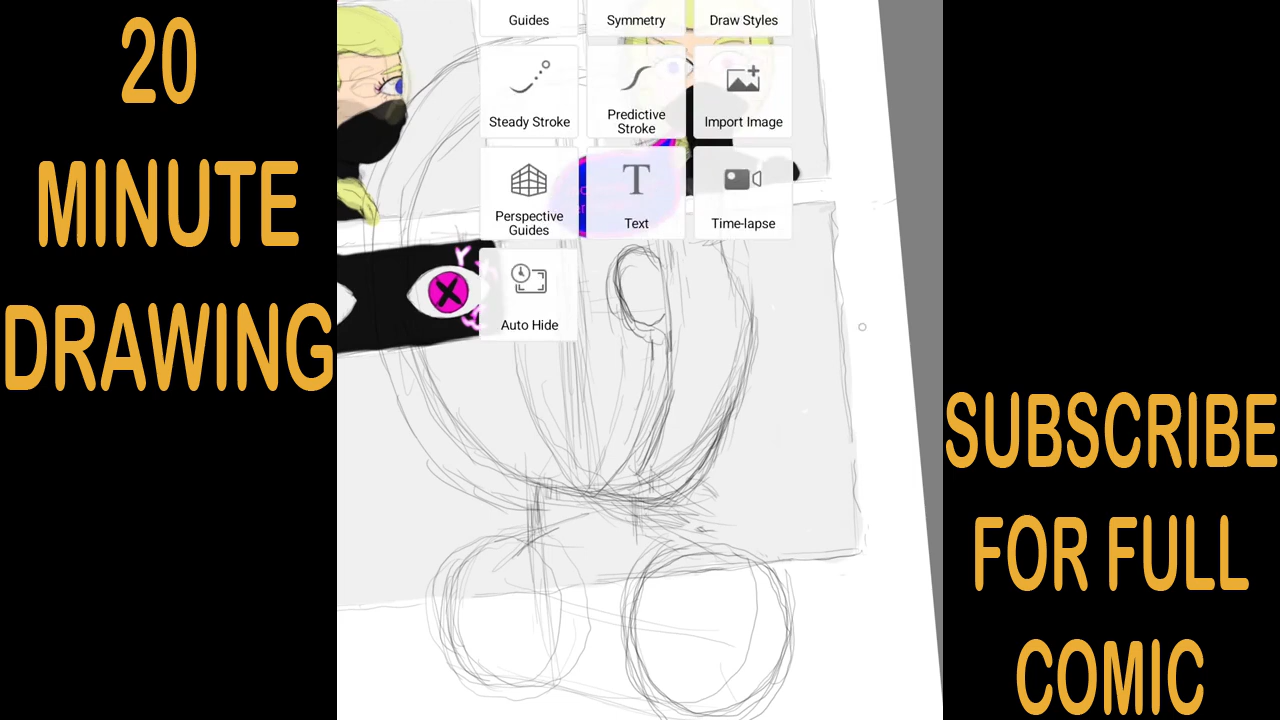 20
MINUTE
DRAWING
Guides
Symmetry
Draw Styles
Steady Stroke
Predictive
Stroke
Import Image
Perspective
Guides
Text
Time-lapse
Auto Hide
SUBSCRIBE
FOR FULL
COMIC